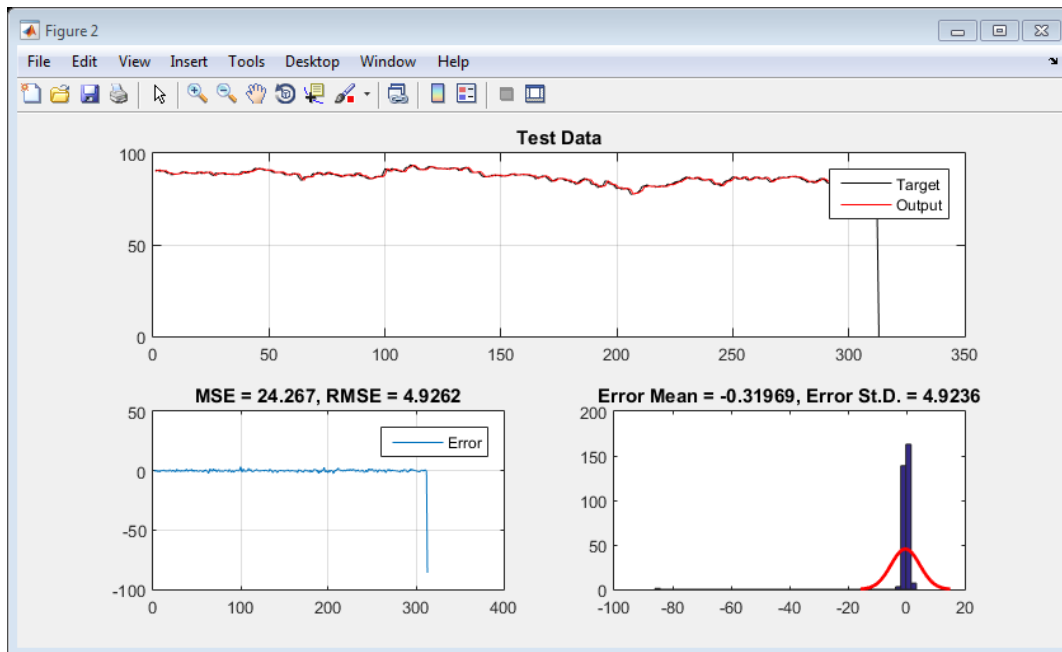 Figure 2
File Edit View Insert Tools Desktop Window Help
Test Data
100
50
0
0 50 100 150 200 250 300 350
Target
Output
MSE = 24.267, RMSE = 4.9262
50
0
-50
-100
0 100 200 300 400
Error
Error Mean = -0.31969, Error St.D. = 4.9236
200
150
100
50
0
-100 -80 -60 -40 -20 0 20